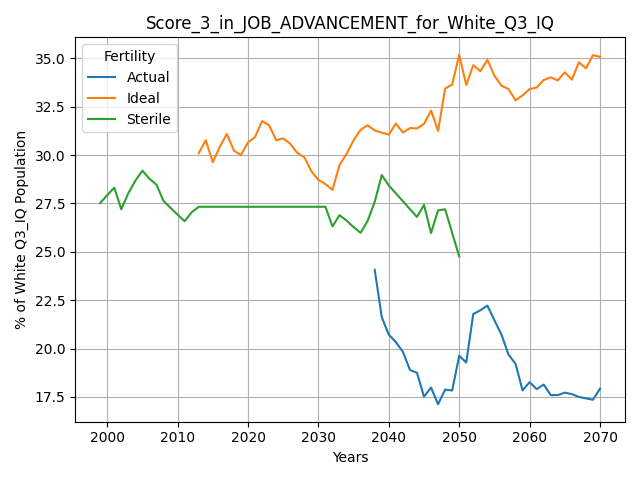 Score_3_in_JOB_ADVANCEMENT_for_White_Q3_IQ
Fertility
Actual
Ideal
Sterile
% of White Q3_IQ Population
35.0
32.5
30.0
27.5
25.0
22.5
20.0
17.5
2000 2010 2020 2030 2040 2050 2060 2070
Years